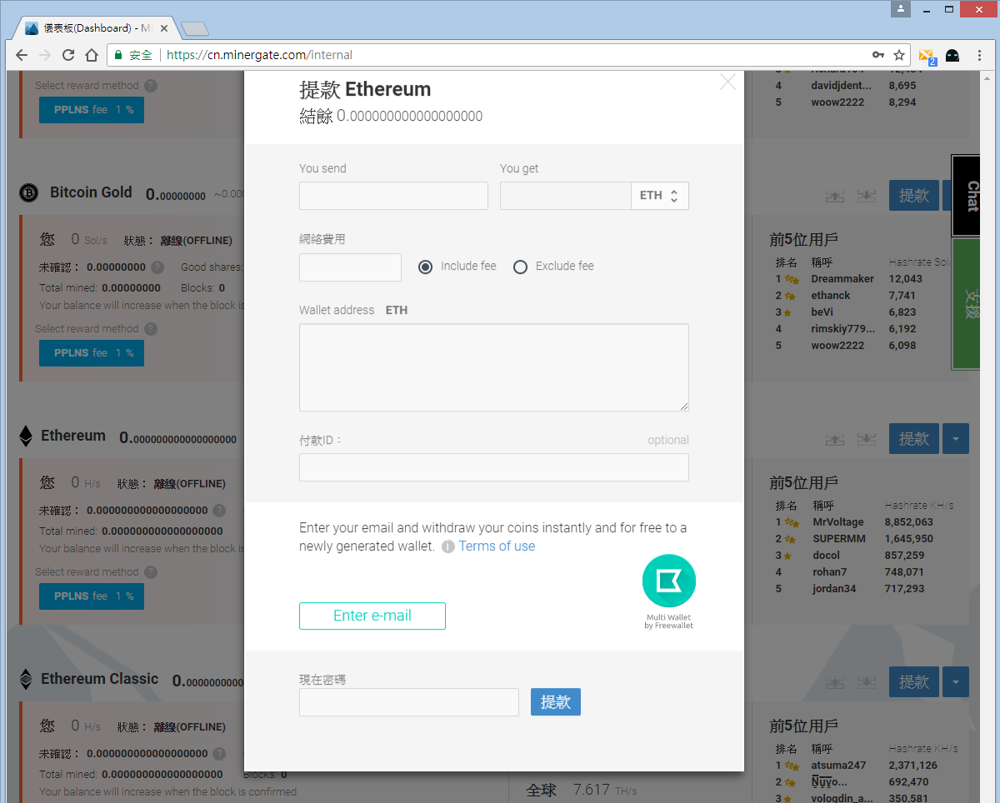 儀表板(Dashboard) - Mi
安全
https://cn.minergate.com/internal
2
Select reward method ?
PPLNS fee 1 %
4 davidjdent... 8,695
5 woow2222 8,294
提款 Ethereum
結餘 0.000000000000000000
You send
You get
ETH
網絡費用
Include fee
Exclude fee
Wallet address ETH
付款ID：
optional
Enter your email and withdraw your coins instantly and for free to a
newly generated wallet. Terms of use
Enter e-mail
Multi Wallet
by Freewallet
現在密碼
提款
Bitcoin Gold 0.00000000 ~0.000
提款
您 0 Sol/s 狀態： 離線(OFFLINE)
未確認： 0.00000000 ? Good shares:
Total mined: 0.00000000 Blocks: 0
Your balance will increase when the block is
Select reward method ?
PPLNS fee 1 %
前5位用戶
排名 稱呼 Hashrate Sol/
1 Dreammaker 12,043
2 ethanck 7,741
3 beVi 6,823
4 rimskiy779... 6,192
5 woow2222 6,098
Chat
支援
Ethereum 0.000000000000000000
提款
您 0 H/s 狀態： 離線(OFFLINE)
未確認： 0.000000000000000000 ?
Total mined: 0.000000000000000000
Your balance will increase when the block is
Select reward method ?
PPLNS fee 1 %
前5位用戶
排名 稱呼 Hashrate KH/s
1 MrVoltage 8,852,063
2 SUPERMM 1,645,950
3 docol 857,259
4 rohan7 748,071
5 jordan34 717,293
Ethereum Classic 0.0000000000
提款
您 0 H/s 狀態： 離線(OFFLINE)
未確認： 0.000000000000000000 ?
Total mined: 0.000000000000000000 Blocks: 0
Your balance will increase when the block is confirmed
全球 7.617 TH/s
前5位用戶
排名 稱呼 Hashrate KH/s
1 atsuma247 2,371,126
2 692,470
3 vologdin_a... 350,581